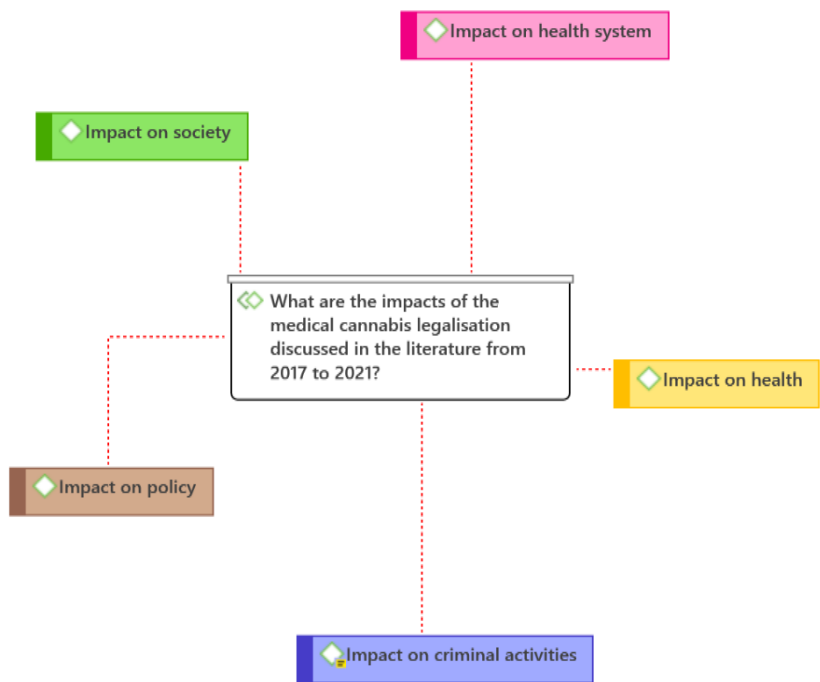 Impact on health system
Impact on society
What are the impacts of the
medical cannabis legalisation
discussed in the literature from
2017 to 2021?
Impact on health
Impact on policy
Impact on criminal activities